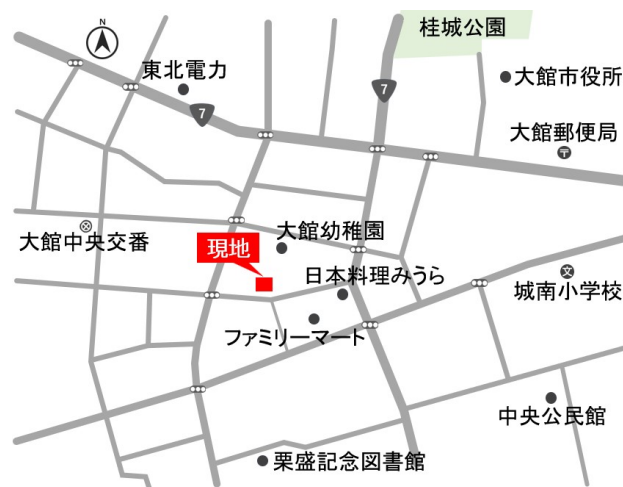 N
桂城公園
東北電力
大館市役所
7
7
大館郵便局
〒
大館幼稚園
大館中央交番
現地
日本料理みうら
文
城南小学校
ファミリーマート
中央公民館
栗盛記念図書館